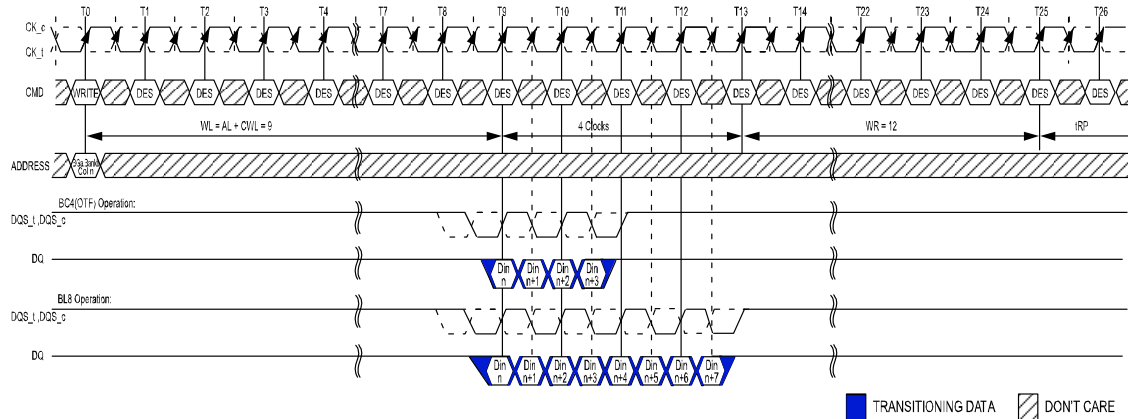 T0 T1 T2 T3 T4 T7 T8 T9 T10 T11 T12 T13 T14 T22 T23 T24 T25 T26
CK_c
CK_t
CMD WRITE DES DES DES DES DES DES DES DES DES DES DES DES DES DES DES DES DES
WL = AL + CWL = 9 4 Clocks WR = 12 tRP
ADDRESS
Col n
BC4(OTF) Operation:
DQS_t ,DQS_c
DQ Din n Din n+1 Din n+2 Din n+3
BL8 Operation:
DQS_t ,DQS_c
DQ Din n Din n+1 Din n+2 Din n+3 Din n+4 Din n+5 Din n+6 Din n+7
TRANSITIONING DATA DON'T CARE